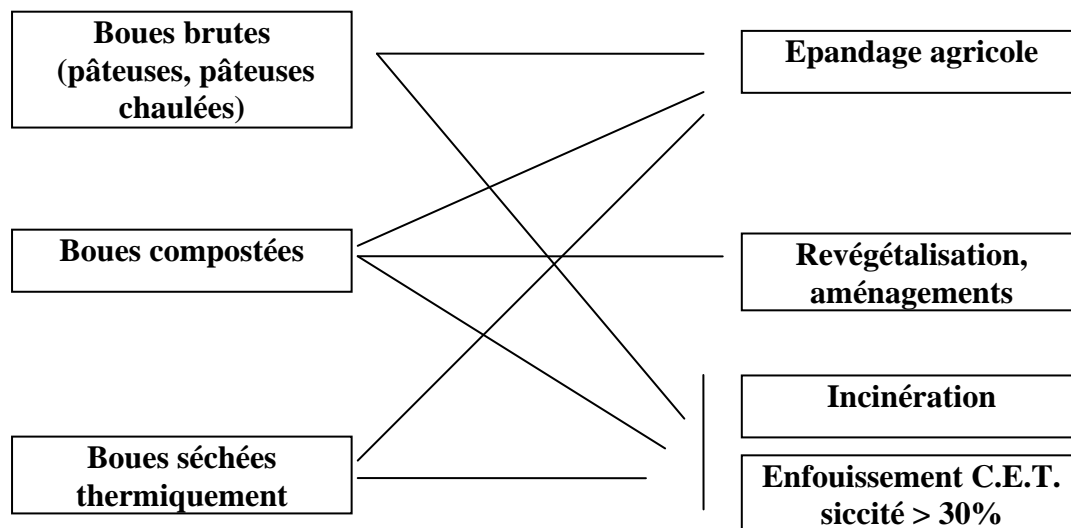 Boues brutes
(pâteuses, pâteuses
chaulées)
Epandage agricole
Boues compostées
Revégétalisation,
aménagements
Incinération
Boues séchées
thermiquement
Enfouissement C.E.T.
siccité > 30%